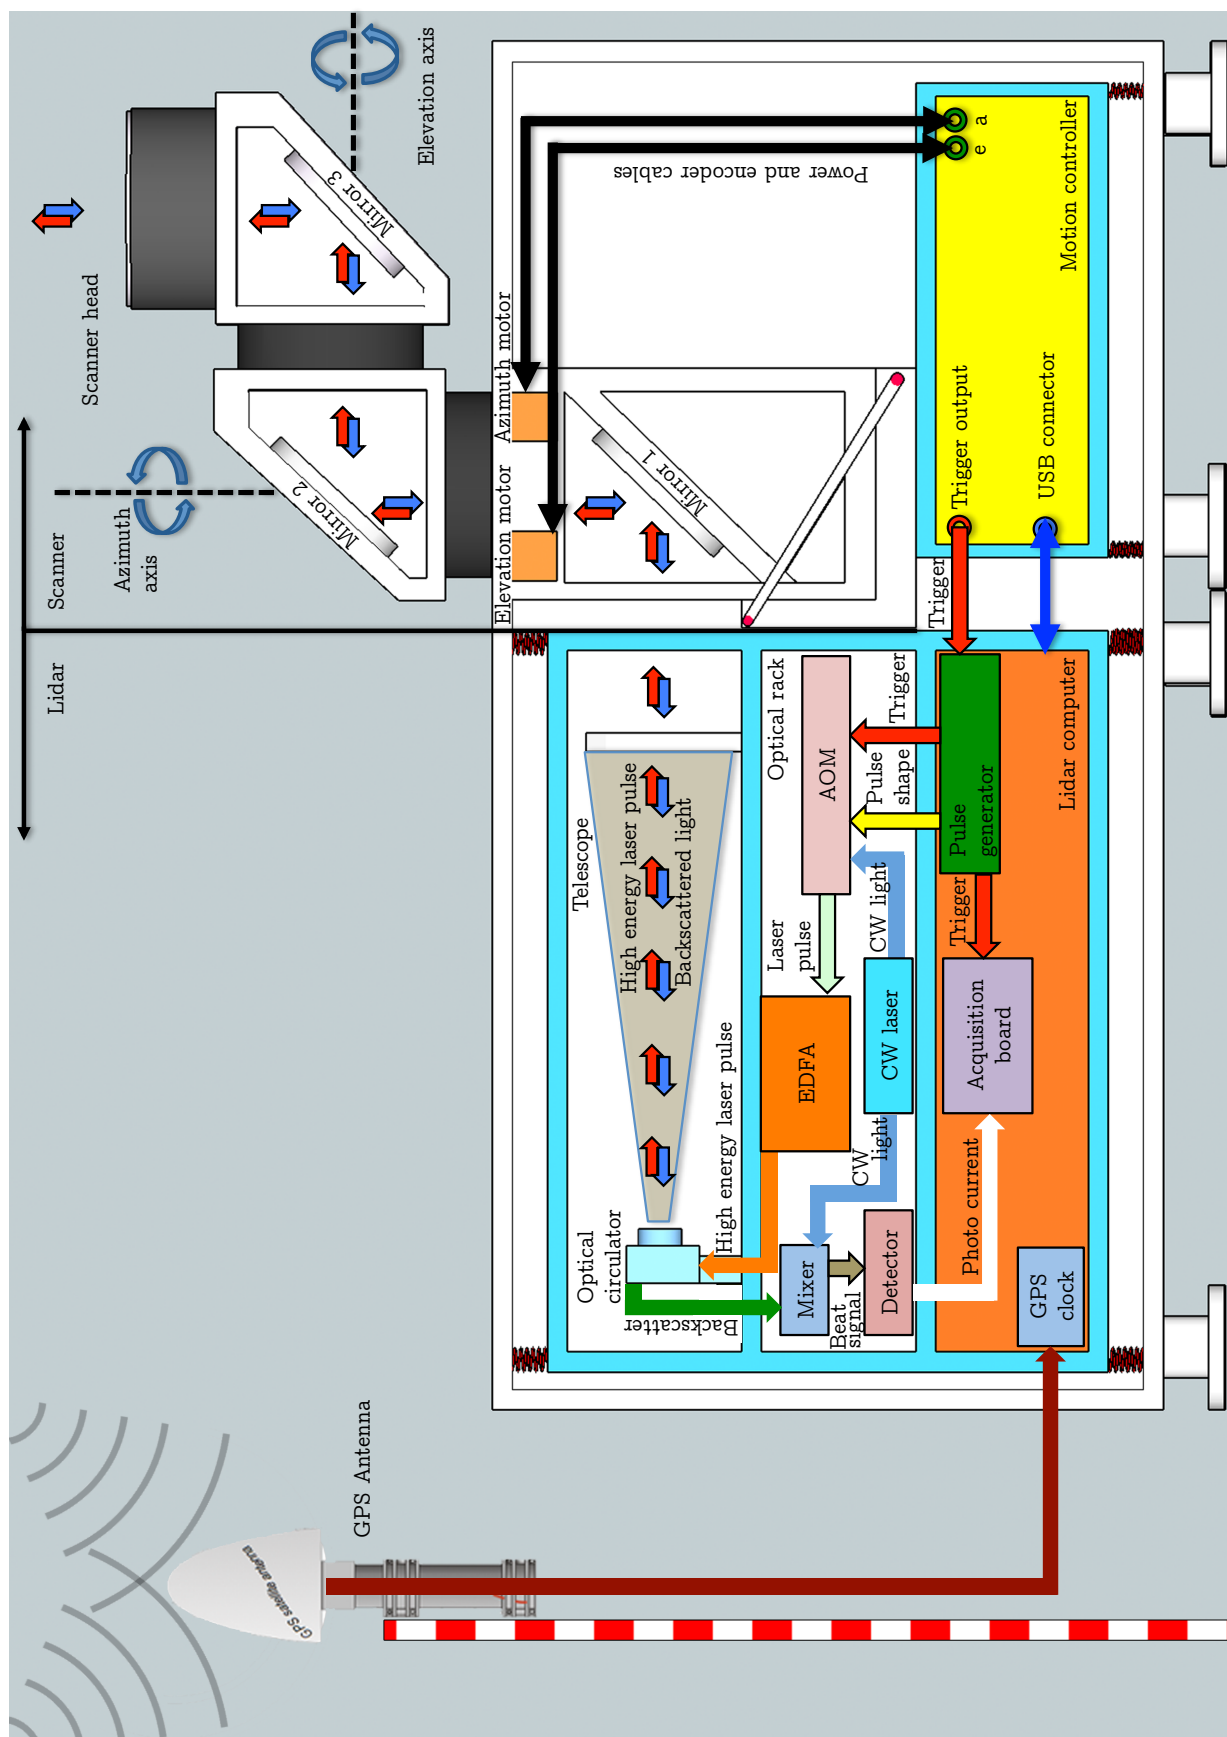 Lidar
Scanner
Scanner head
Azimuth
axis
Elevation axis
Mirror 3
Mirror 2
Mirror 1
Elevation motor
Azimuth motor
Power and encoder cables
a
e
Motion controller
Trigger output
USB connector
Trigger
Telescope
High energy laser pulse
Backscattered light
Optical
circulator
High energy laser pulse
Backscatter
Optical rack
AOM
Trigger
Pulse
shape
Laser
pulse
CW light
EDFA
CW laser
CW
light
Mixer
Beat
signal
Detector
Pulse
generator
Lidar computer
Trigger
Acquisition
board
Photo current
GPS
clock
GPS Antenna
GPS satellite antenna